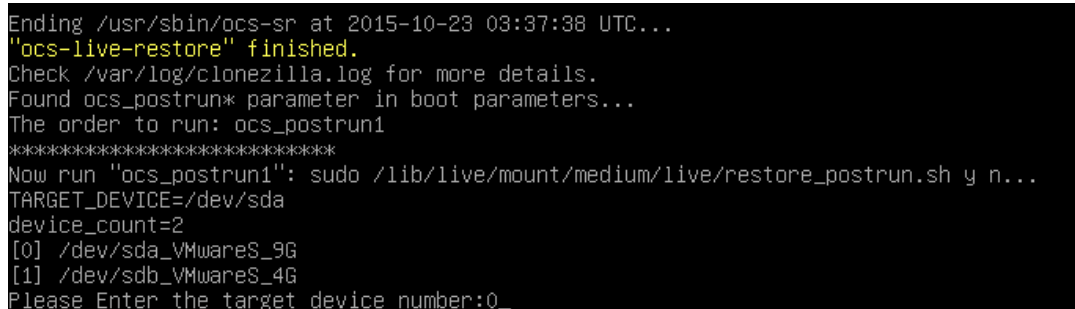 Ending /usr/sbin/ocs-sr at 2015-10-23 03:37:38 UTC...
"ocs-live-restore" finished.
Check /var/log/clonezilla.log for more details.
Found ocs_postrun* parameter in boot parameters...
The order to run: ocs_postrun1
**************************
Now run "ocs_postrun1": sudo /lib/live/mount/medium/live/restore_postrun.sh y n...
TARGET_DEVICE=/dev/sda
device_count=2
[0] /dev/sda_VMwareS_9G
[1] /dev/sdb_VMwareS_4G
Please Enter the target device number:0_